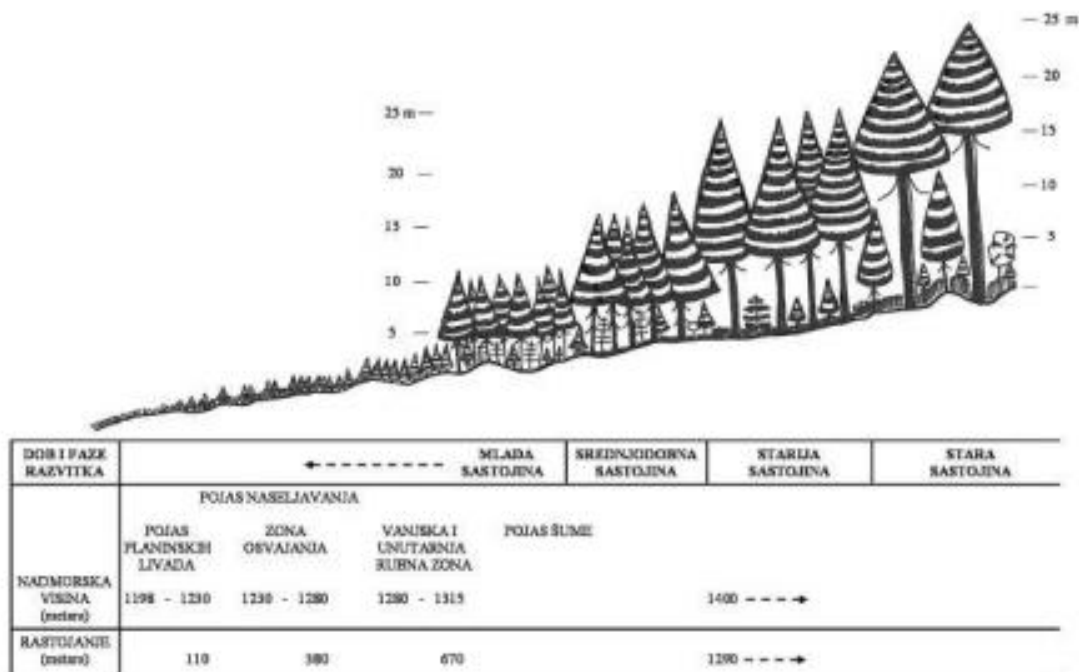 25 m
20
15
10
5
25 m
20
15
10
5
DOB I FAZE
RAZVITKA
MLADA
SASTOJINA
SREDNJODOBNA
SASTOJINA
STARIJA
SASTOJINA
STARA
SASTOJINA
POJAS NASELJAVANJA
POJAS
PLANINSKIH
LIVADA
ZONA
OSVAJANJA
VANJSKA I
UNUTARNJA
RUBNA ZONA
POJAS ŠUME
NADMORSKA
VISINA
(metara)
1198 - 1230
1230 - 1280
1280 - 1315
1400
RASTOJANJE
(metara)
110
380
670
1290